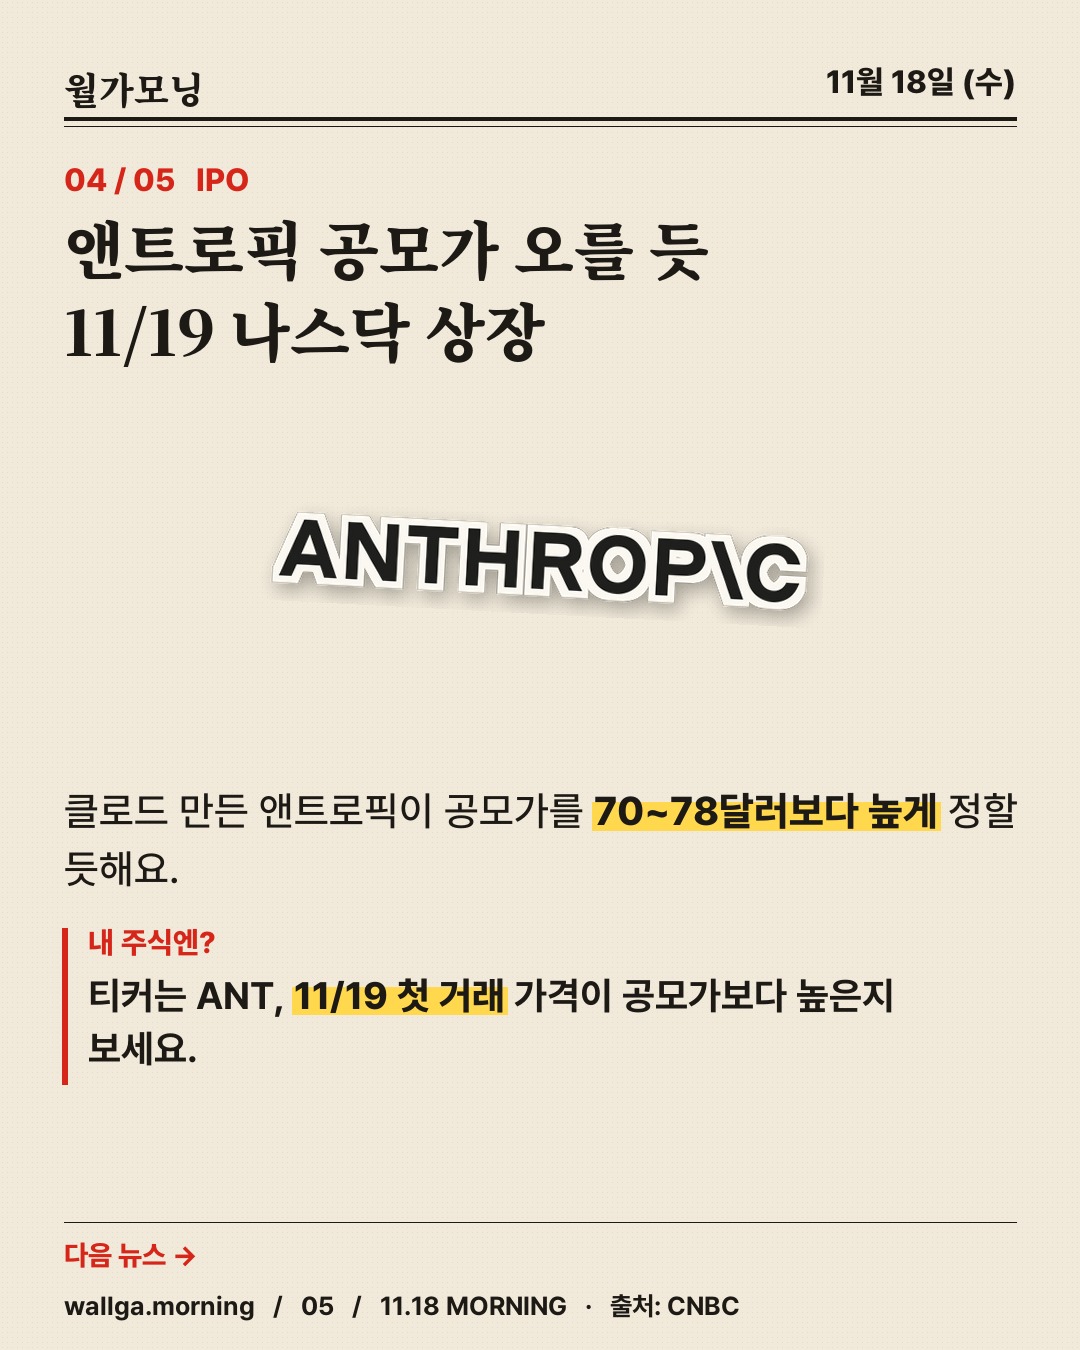 월가모닝
11월 18일 (수)
04 / 05 IPO
앤트로픽 공모가 오를 듯
11/19 나스닥 상장
ANTHROP\C
클로드 만든 앤트로픽이 공모가를 70~78달러보다 높게 정할
듯해요.
내 주식엔?
티커는 ANT, 11/19 첫 거래 가격이 공모가보다 높은지
보세요.
다음 뉴스 →
wallga.morning / 05 / 11.18 MORNING · 출처: CNBC